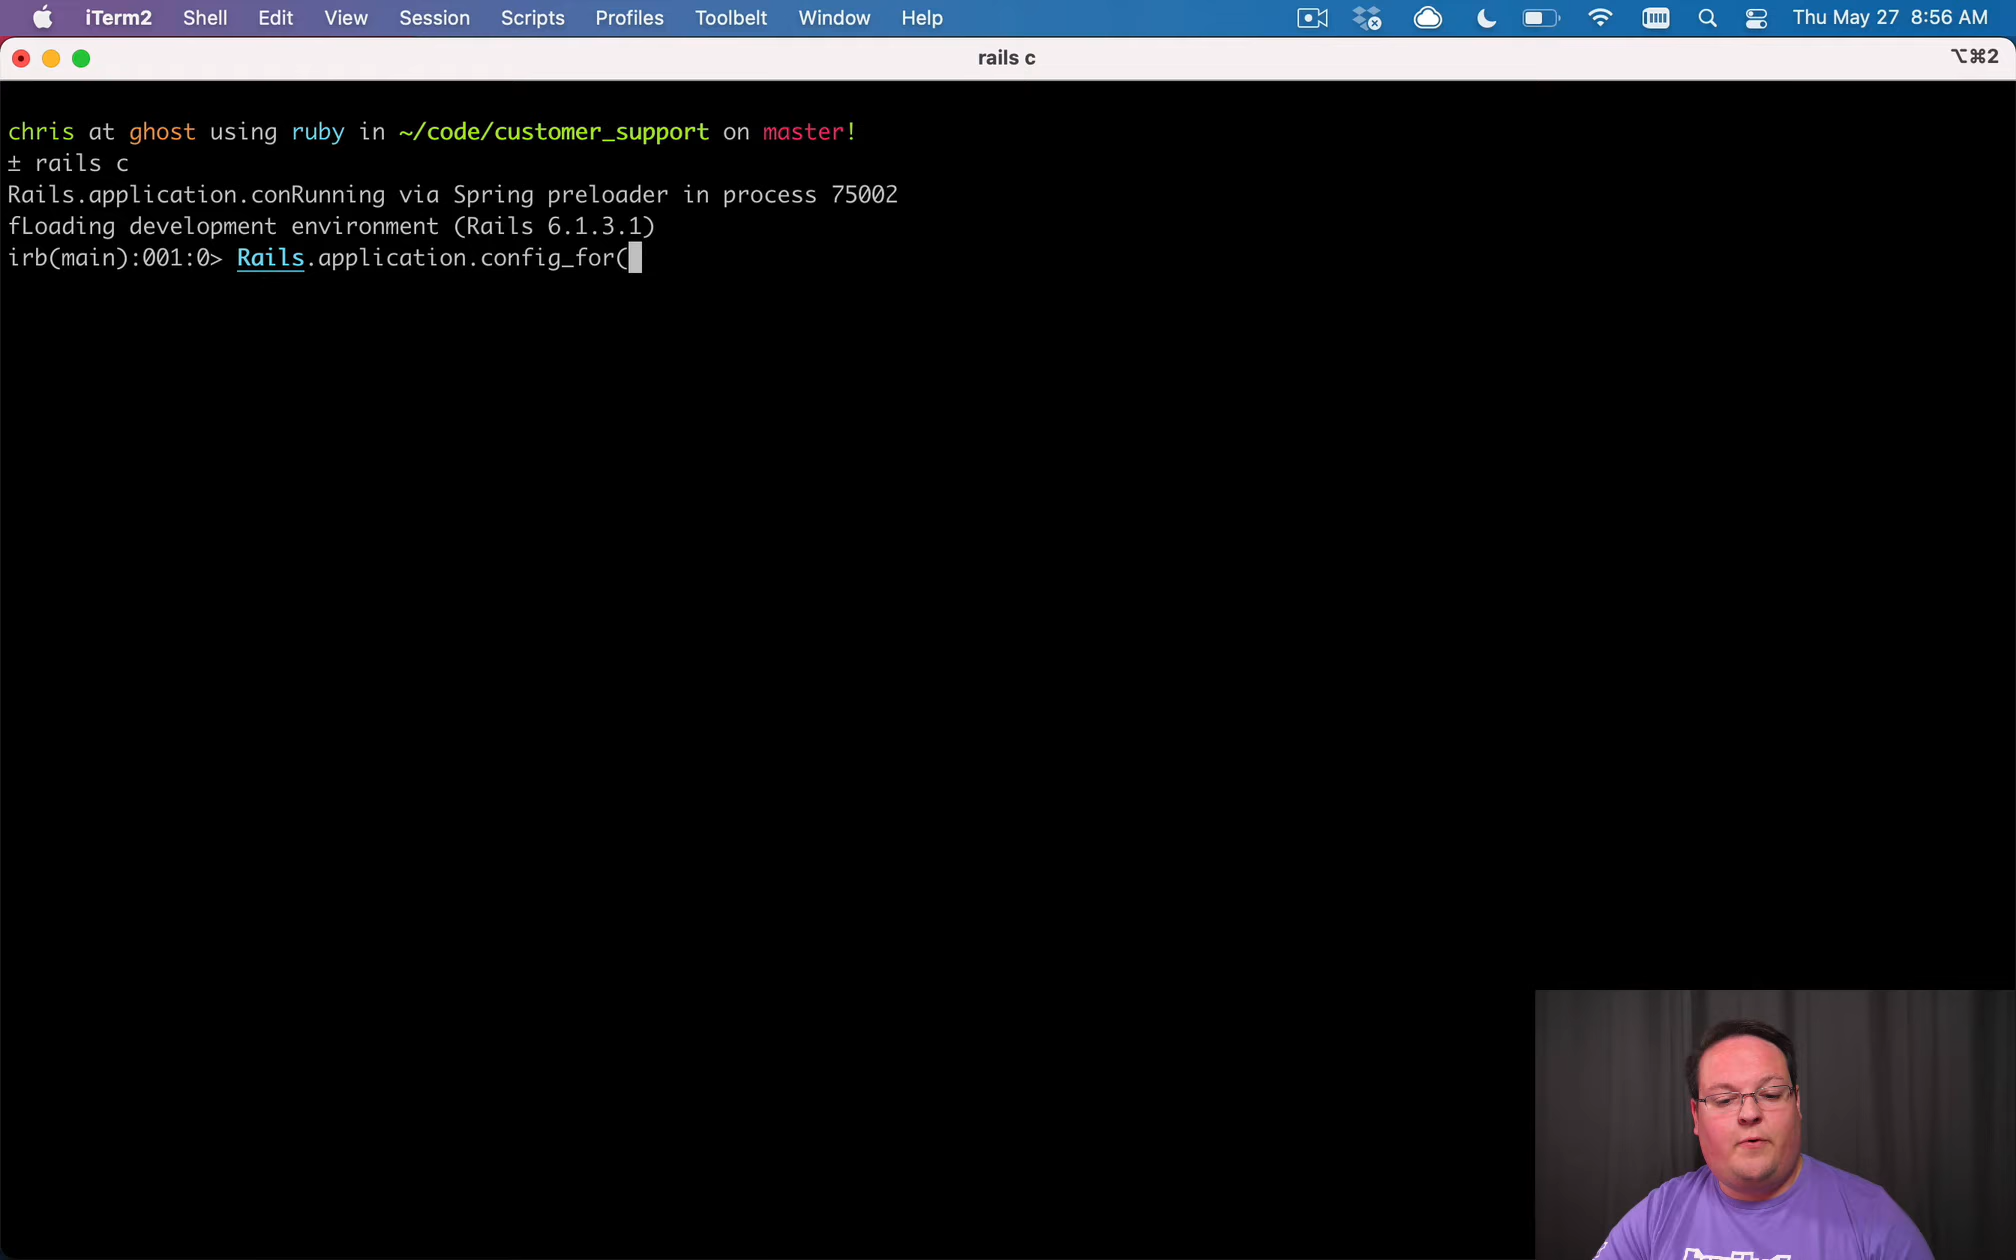 iTerm2 Shell Edit View Session Scripts Profiles Toolbelt Window Help Thu May 27 8:56 AM
rails c ⌥⌘2
chris at ghost using ruby in ~/code/customer_support on master!
± rails c
Rails.application.conRunning via Spring preloader in process 75002
fLoading development environment (Rails 6.1.3.1)
irb(main):001:0> Rails.application.config_for(